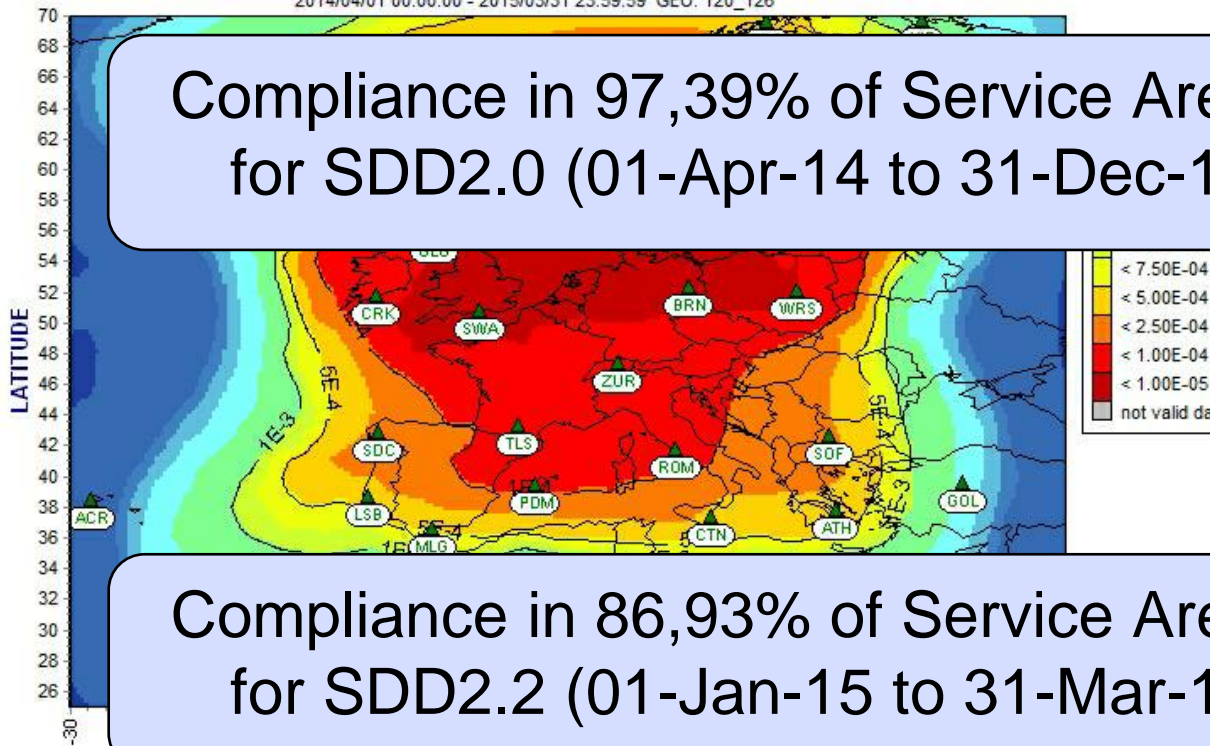 2014/04/01 00:00:00 - 2015/03/31 23:59:59 GEO: 120_126
70
68
66
64
62
60
58
56
54
52
50
48
46
44
42
40
38
36
34
32
30
28
26
LATITUDE
-30
Compliance in 97,39% of Service Are
for SDD2.0 (01-Apr-14 to 31-Dec-1
< 7.50E-04
< 5.00E-04
< 2.50E-04
< 1.00E-04
< 1.00E-05
not valid da
CRK
SWA
BRN
WRS
ZUR
5E-4
5E-4
1E-3
SDC
TLS
ROM
SOF
PDM
LSB
ACR
MLG
CTN
ATH
GOL
Compliance in 86,93% of Service Are
for SDD2.2 (01-Jan-15 to 31-Mar-1